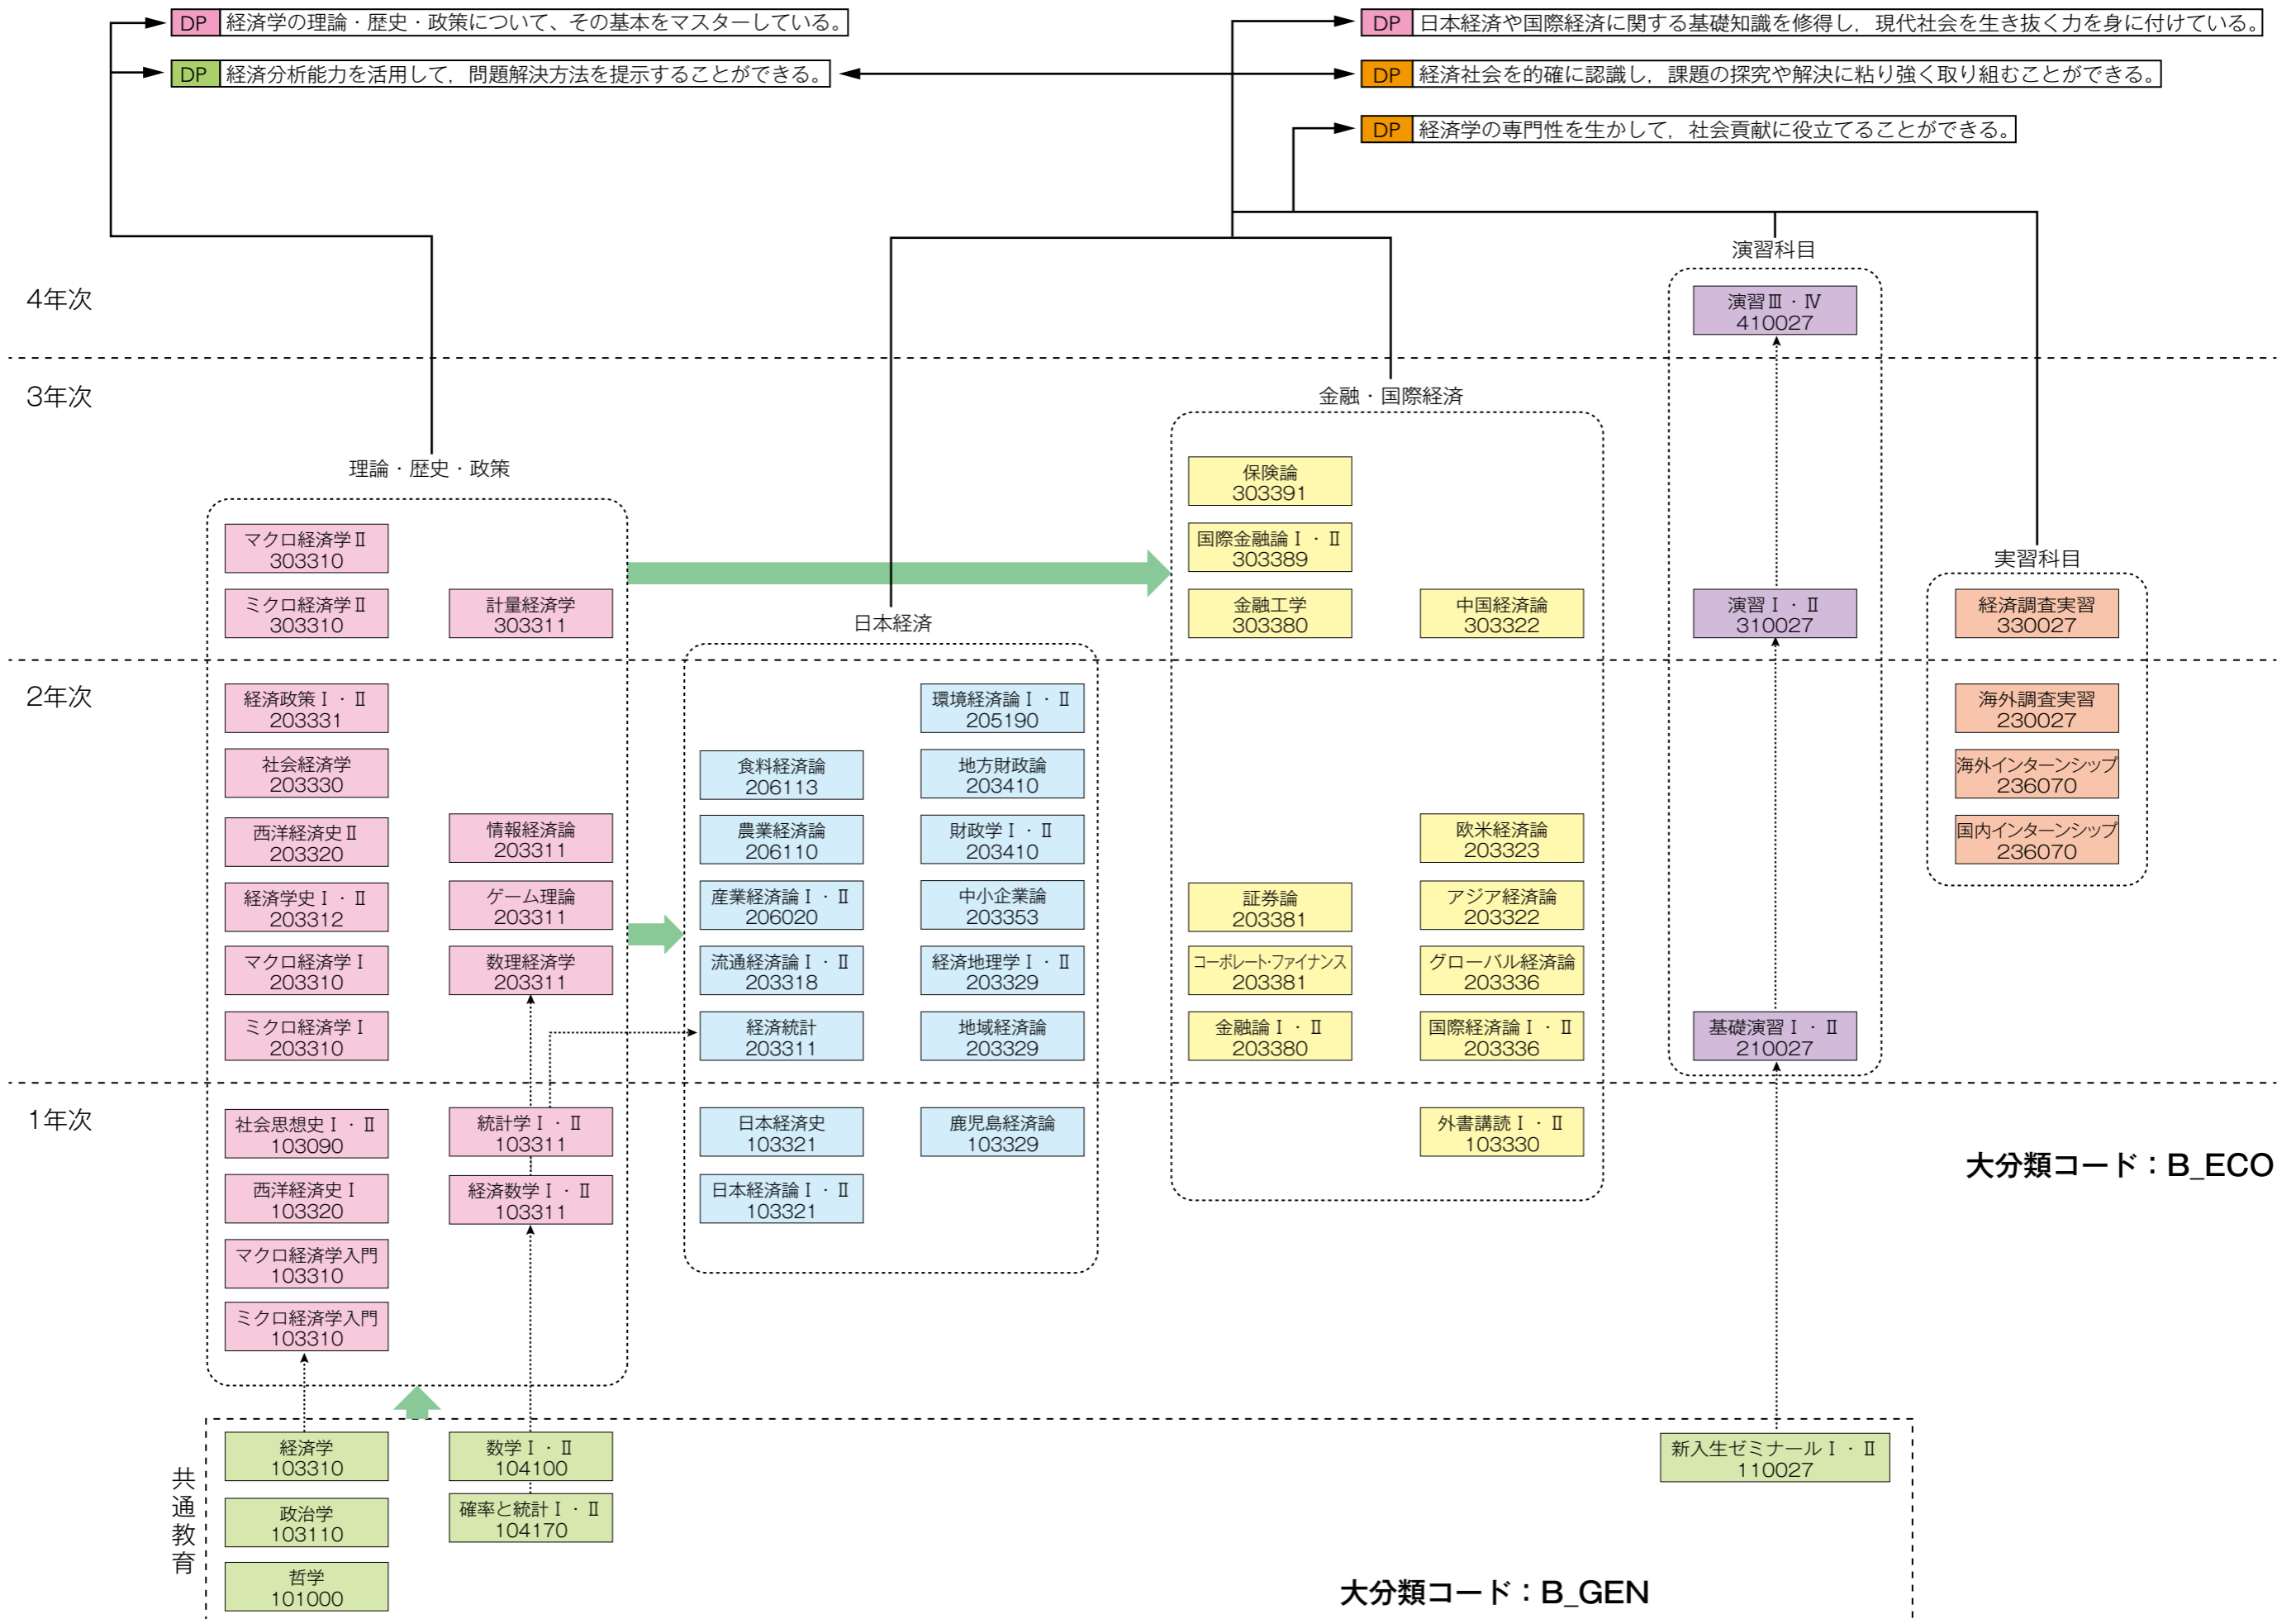 DP 経済学の理論・歴史・政策について、その基本をマスターしている。
DP 経済分析能力を活用して，問題解決方法を提示することができる。
DP 日本経済や国際経済に関する基礎知識を修得し，現代社会を生き抜く力を身に付けている。
DP 経済社会を的確に認識し，課題の探究や解決に粘り強く取り組むことができる。
DP 経済学の専門性を生かして，社会貢献に役立てることができる。
4年次
3年次
2年次
1年次
理論・歴史・政策
マクロ経済学Ⅱ
303310
ミクロ経済学Ⅱ
303310
計量経済学
303311
経済政策Ⅰ・Ⅱ
203331
社会経済学
203330
西洋経済史Ⅱ
203320
情報経済論
203311
経済学史Ⅰ・Ⅱ
203312
ゲーム理論
203311
マクロ経済学Ⅰ
203310
数理経済学
203311
ミクロ経済学Ⅰ
203310
社会思想史Ⅰ・Ⅱ
103090
統計学Ⅰ・Ⅱ
103311
西洋経済史Ⅰ
103320
経済数学Ⅰ・Ⅱ
103311
マクロ経済学入門
103310
ミクロ経済学入門
103310
日本経済
環境経済論Ⅰ・Ⅱ
205190
食料経済論
206113
地方財政論
203410
農業経済論
206110
財政学Ⅰ・Ⅱ
203410
産業経済論Ⅰ・Ⅱ
206020
中小企業論
203353
流通経済論Ⅰ・Ⅱ
203318
経済地理学Ⅰ・Ⅱ
203329
経済統計
203311
地域経済論
203329
日本経済史
103321
鹿児島経済論
103329
日本経済論Ⅰ・Ⅱ
103321
金融・国際経済
保険論
303391
国際金融論Ⅰ・Ⅱ
303389
金融工学
303380
中国経済論
303322
欧米経済論
203323
証券論
203381
アジア経済論
203322
コーポレート・ファイナンス
203381
グローバル経済論
203336
金融論Ⅰ・Ⅱ
203380
国際経済論Ⅰ・Ⅱ
203336
外書講読Ⅰ・Ⅱ
103330
演習科目
演習Ⅲ・Ⅳ
410027
演習Ⅰ・Ⅱ
310027
基礎演習Ⅰ・Ⅱ
210027
実習科目
経済調査実習
330027
海外調査実習
230027
海外インターンシップ
236070
国内インターンシップ
236070
大分類コード：B_ECO
共通教育
経済学
103310
数学Ⅰ・Ⅱ
104100
政治学
103110
確率と統計Ⅰ・Ⅱ
104170
哲学
101000
新入生ゼミナールⅠ・Ⅱ
110027
大分類コード：B_GEN